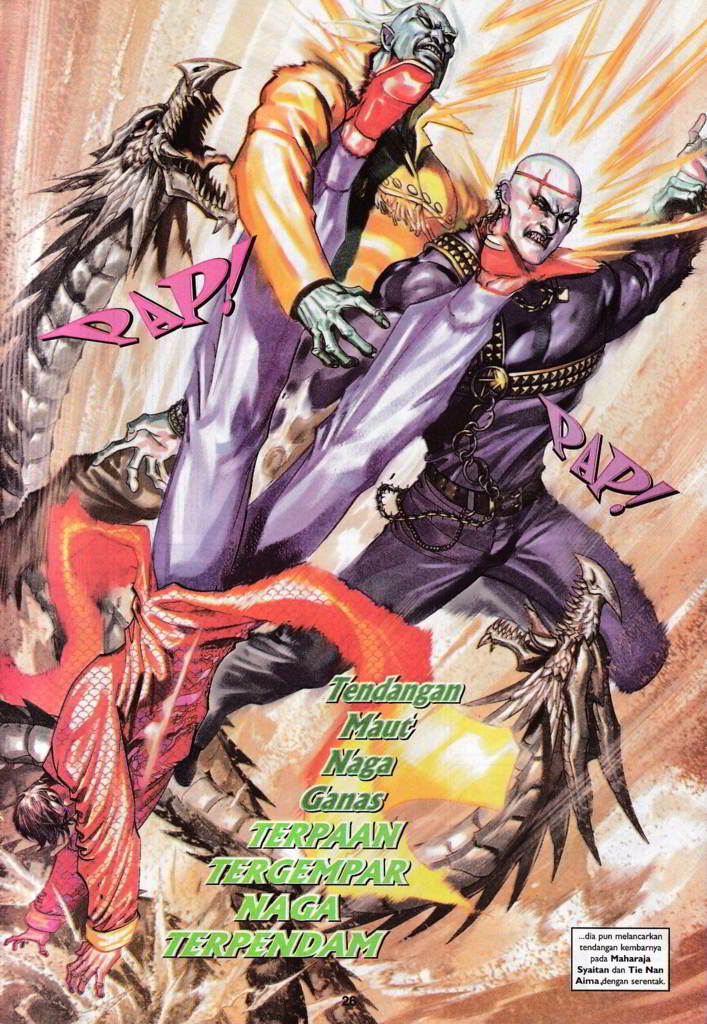 PAP!
PAP!
Tendangan
Maut
Naga
Ganas
TERPAAN
TERGEMPAR
NAGA
TERPENDAM
...dia pun melancarkan
tendangan kembarnya
pada Maharaja
Syaitan dan Tie Nan
Aima,dengan serentak.
26